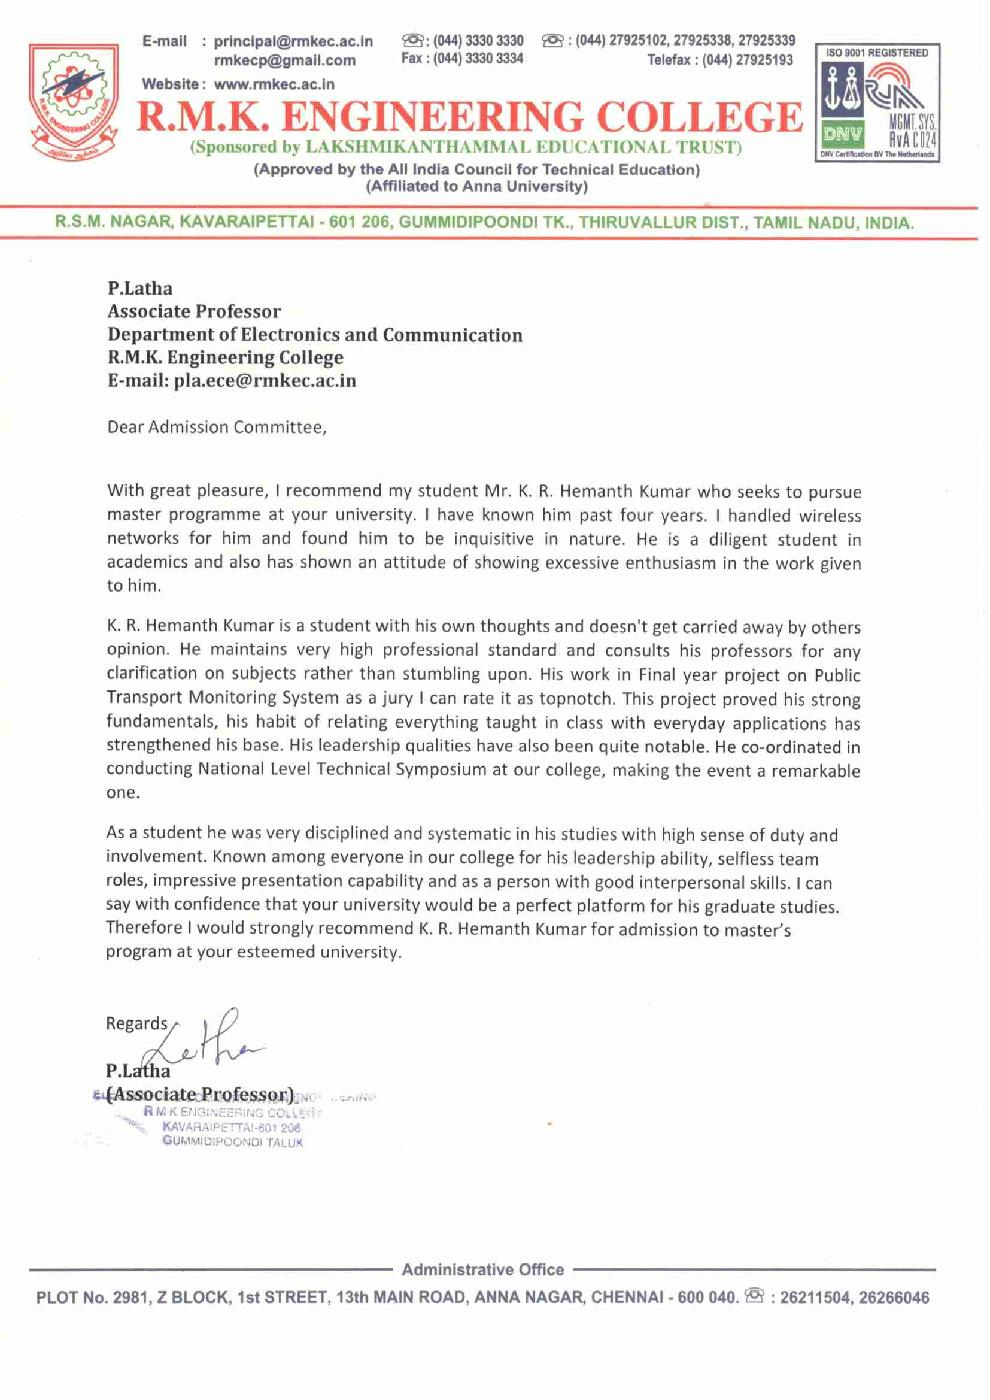 E-mail : principal@rmkec.ac.in ☎ : (044) 3330 3330 ☎ : (044) 27925102, 27925338, 27925339
rmkecp@gmail.com Fax : (044) 3330 3334 Telefax : (044) 27925193
Website : www.rmkec.ac.in
ISO 9001 REGISTERED
DNV
MGMT. SYS.
RvA C 024
DNV Certification BV The Netherlands
R.M.K. ENGINEERING COLLEGE
R.M.K. ENGINEERING COLLEGE
(Sponsored by LAKSHMIKANTHAMMAL EDUCATIONAL TRUST)
(Approved by the All India Council for Technical Education)
(Affiliated to Anna University)
R.S.M. NAGAR, KAVARAIPETTAI - 601 206, GUMMIDIPOONDI TK., THIRUVALLUR DIST., TAMIL NADU, INDIA.
P.Latha
Associate Professor
Department of Electronics and Communication
R.M.K. Engineering College
E-mail: pla.ece@rmkec.ac.in
Dear Admission Committee,
With great pleasure, I recommend my student Mr. K. R. Hemanth Kumar who seeks to pursue
master programme at your university. I have known him past four years. I handled wireless
networks for him and found him to be inquisitive in nature. He is a diligent student in
academics and also has shown an attitude of showing excessive enthusiasm in the work given
to him.
K. R. Hemanth Kumar is a student with his own thoughts and doesn't get carried away by others
opinion. He maintains very high professional standard and consults his professors for any
clarification on subjects rather than stumbling upon. His work in Final year project on Public
Transport Monitoring System as a jury I can rate it as topnotch. This project proved his strong
fundamentals, his habit of relating everything taught in class with everyday applications has
strengthened his base. His leadership qualities have also been quite notable. He co-ordinated in
conducting National Level Technical Symposium at our college, making the event a remarkable
one.
As a student he was very disciplined and systematic in his studies with high sense of duty and
involvement. Known among everyone in our college for his leadership ability, selfless team
roles, impressive presentation capability and as a person with good interpersonal skills. I can
say with confidence that your university would be a perfect platform for his graduate studies.
Therefore I would strongly recommend K. R. Hemanth Kumar for admission to master's
program at your esteemed university.
Regards,
Latha
P.Latha
(Associate Professor)
R M K ENGINEERING COLLEGE
KAVARAIPETTAI-601 206
GUMMIDIPOONDI TALUK
Administrative Office
PLOT No. 2981, Z BLOCK, 1st STREET, 13th MAIN ROAD, ANNA NAGAR, CHENNAI - 600 040. ☎ : 26211504, 26266046